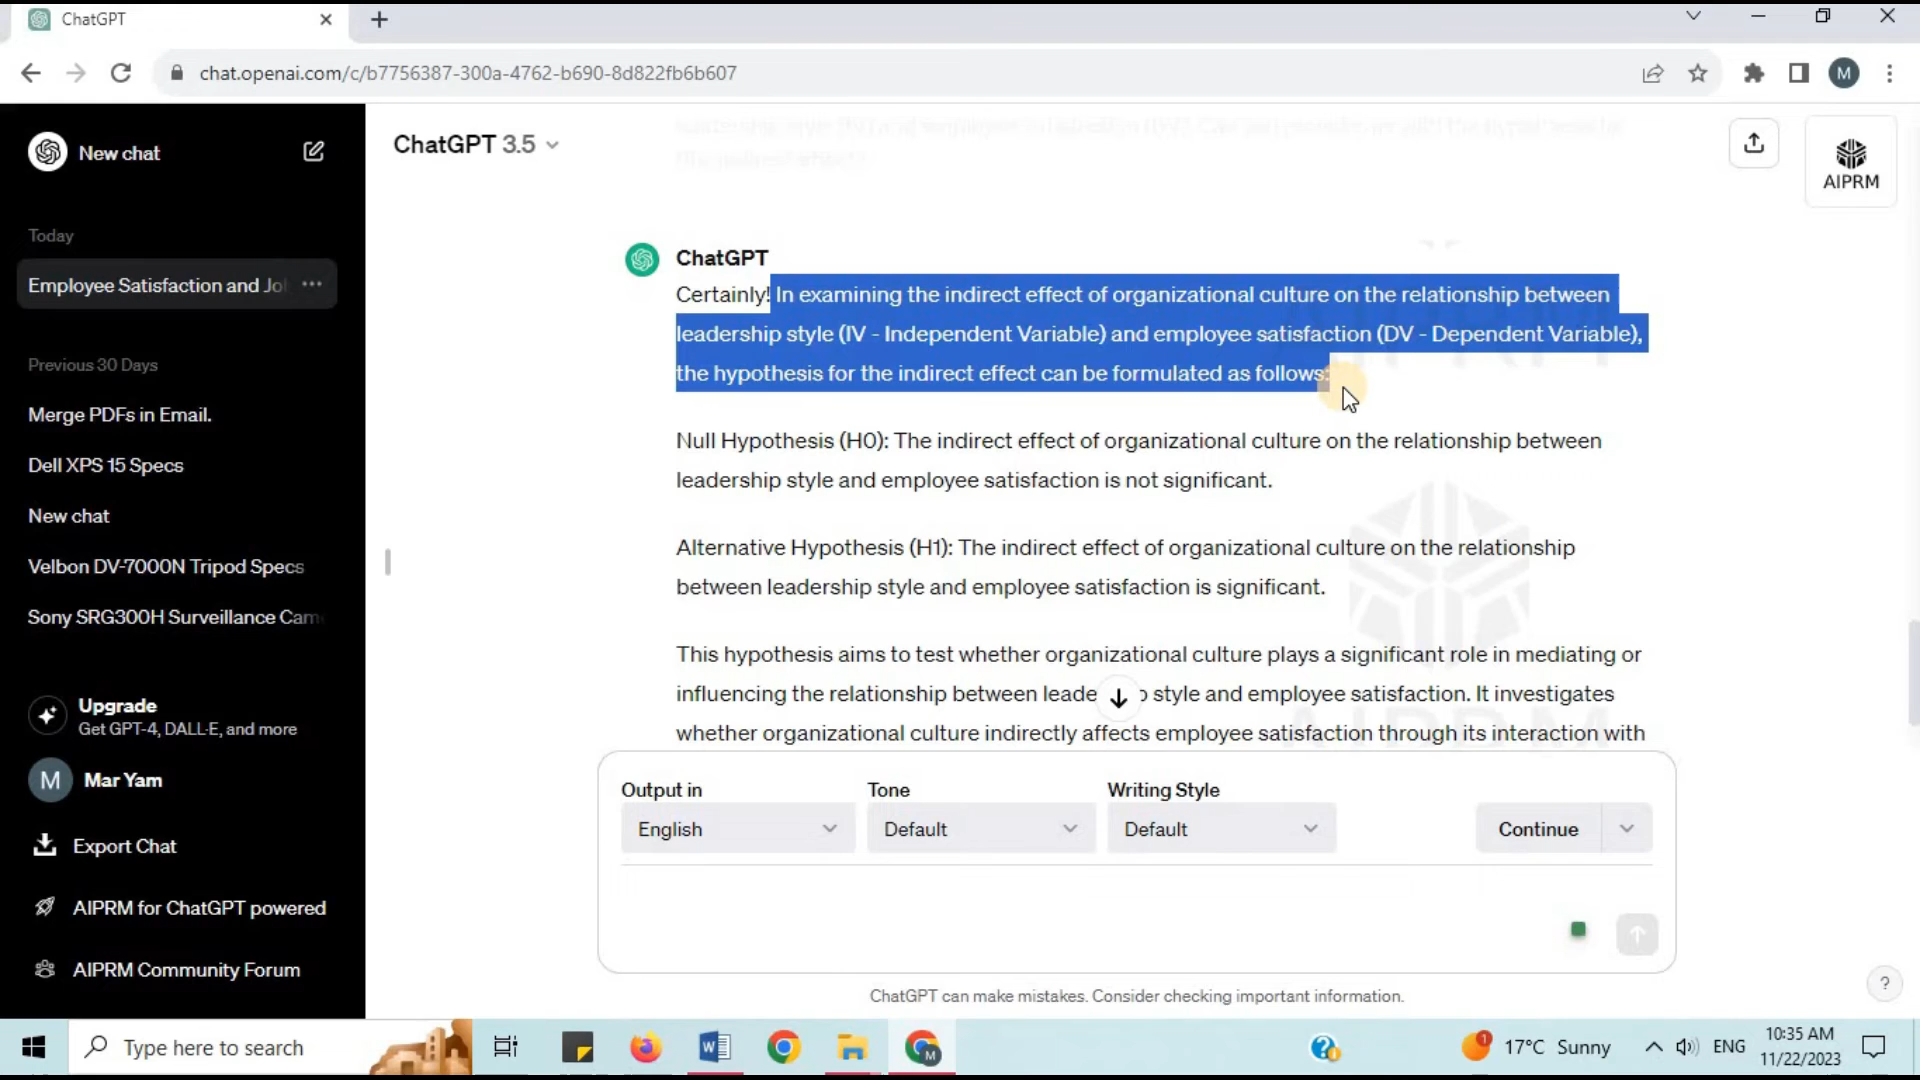 ChatGPT
chat.openai.com/c/b7756387-300a-4762-b690-8d822fb6b607
M
New chat
ChatGPT 3.5
AIPRM
Today
Employee Satisfaction and Jo
Previous 30 Days
Merge PDFs in Email.
Dell XPS 15 Specs
New chat
Velbon DV-7000N Tripod Specs
Sony SRG300H Surveillance Cam
Upgrade
Get GPT-4, DALL·E, and more
M
Mar Yam
Export Chat
AIPRM for ChatGPT powered
AIPRM Community Forum
ChatGPT
Certainly! In examining the indirect effect of organizational culture on the relationship between
leadership style (IV - Independent Variable) and employee satisfaction (DV - Dependent Variable),
the hypothesis for the indirect effect can be formulated as follows:
Null Hypothesis (H0): The indirect effect of organizational culture on the relationship between
leadership style and employee satisfaction is not significant.
Alternative Hypothesis (H1): The indirect effect of organizational culture on the relationship
between leadership style and employee satisfaction is significant.
This hypothesis aims to test whether organizational culture plays a significant role in mediating or
influencing the relationship between style and employee satisfaction. It investigates
whether organizational culture indirectly affects employee satisfaction through its interaction with
AIPRM
Output in
Tone
Writing Style
English
Default
Default
Continue
ChatGPT can make mistakes. Consider checking important information.
?
Type here to search
M
1
17°C Sunny
ENG
10:35 AM
11/22/2023